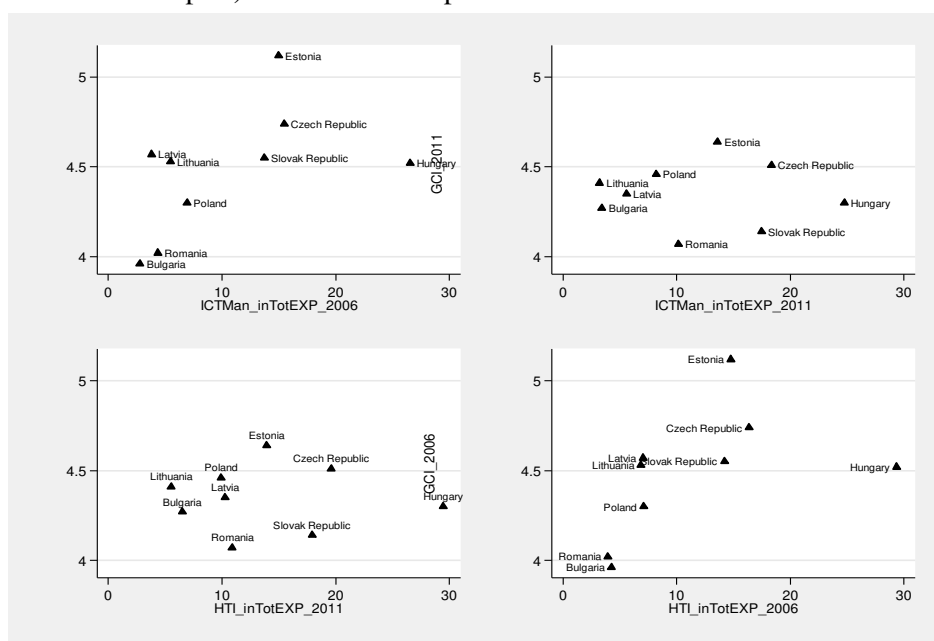 5
4.5
4
Estonia
Czech Republic
Latvia
Lithuania
Slovak Republic
Hungary
Poland
Romania
Bulgaria
0 10 20 30
ICTMan_inTotEXP_2006
GCI_2011
5
4.5
4
Estonia
Czech Republic
Poland
Lithuania
Latvia
Bulgaria
Hungary
Slovak Republic
Romania
0 10 20 30
ICTMan_inTotEXP_2011
5
4.5
4
Estonia
Czech Republic
Poland
Lithuania
Latvia
Hungary
Bulgaria
Slovak Republic
Romania
0 10 20 30
HTI_inTotEXP_2011
GCI_2006
5
4.5
4
Estonia
Czech Republic
Latvia
Lithuania
Slovak Republic
Hungary
Poland
Romania
Bulgaria
0 10 20 30
HTI_inTotEXP_2006